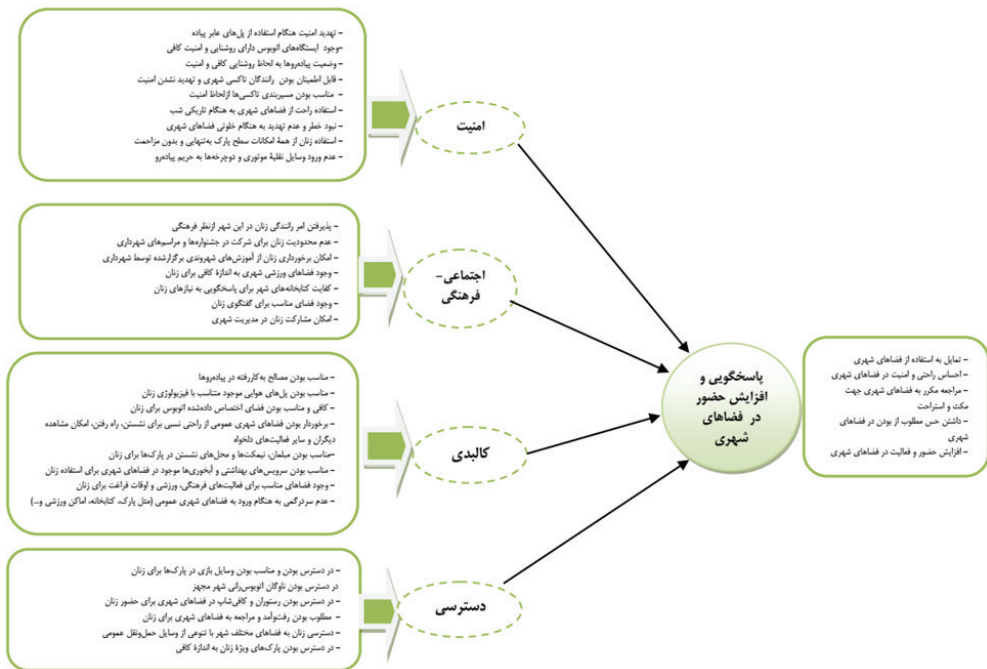 - تهدید امنیت هنگام استفاده از پل‌های عابر پیاده
-وجود ایستگاه‌های اتوبوس دارای روشنایی و امنیت کافی
- وضعیت پیاده‌روها به لحاظ روشنایی کافی و امنیت
- قابل اطمینان بودن رانندگان تاکسی شهری و تهدید نشدن امنیت
- مناسب بودن مسیربندی تاکسی‌ها ازلحاظ امنیت
- استفاده راحت از فضاهای شهری به هنگام تاریکی شب
- نبود خطر و عدم تهدید به هنگام خلوتی فضاهای شهری
- استفاده زنان از همۀ امکانات سطح پارک به‌تنهایی و بدون مزاحمت
- عدم ورود وسایل نقلیۀ موتوری و دوچرخه‌ها به حریم پیاده‌رو
امنیت
- پذیرفتن امر رانندگی زنان در این شهر ازنظر فرهنگی
- عدم محدودیت زنان برای شرکت در جشنواره‌ها و مراسم‌های شهرداری
- امکان برخورداری زنان از آموزش‌های شهروندی برگزارشده توسط شهرداری
- وجود فضاهای ورزشی شهری به اندازۀ کافی برای زنان
- کفایت کتابخانه‌های شهر برای پاسخگویی به نیازهای زنان
- وجود فضای مناسب برای گفتگوی زنان
- امکان مشارکت زنان در مدیریت شهری
اجتماعی-
فرهنگی
- مناسب بودن مصالح به‌کاررفته در پیاده‌روها
- مناسب بودن پل‌های هوایی موجود متناسب با فیزیولوژی زنان
- کافی و مناسب بودن فضای اختصاص داده‌شده اتوبوس برای زنان
- برخوردار بودن فضاهای شهری عمومی از راحتی نسبی برای نشستن، راه رفتن، امکان مشاهده
دیگران و سایر فعالیت‌های دلخواه
-مناسب بودن مبلمان، نیمکت‌ها و محل‌های نشستن در پارک‌ها برای زنان
- مناسب بودن سرویس‌های بهداشتی و آبخوری‌ها موجود در فضاهای شهری برای استفاده زنان
- وجود فضاهای مناسب برای فعالیت‌های فرهنگی، ورزشی و اوقات فراغت برای زنان
- عدم سردرگمی به هنگام ورود به فضاهای شهری عمومی (مثل پارک، کتابخانه، اماکن ورزشی و...)
کالبدی
- در دسترس بودن و مناسب بودن وسایل بازی در پارک‌ها برای زنان
در دسترس بودن ناوگان اتوبوس‌رانی شهر مجهز
- در دسترس بودن رستوران و کافی‌شاپ در فضاهای شهری برای حضور زنان
- مطلوب بودن رفت‌وآمد و مراجعه به فضاهای شهری برای زنان
- دسترسی زنان به فضاهای مختلف شهر با تنوعی از وسایل حمل‌ونقل عمومی
- در دسترس بودن پارک‌های ویژۀ زنان به اندازۀ کافی
دسترسی
پاسخگویی و
افزایش حضور
در فضاهای
شهری
- تمایل به استفاده از فضاهای شهری
- احساس راحتی و امنیت در فضاهای شهری
- مراجعه مکرر به فضاهای شهری جهت
مکث و استراحت
- داشتن حس مطلوب از بودن در فضاهای
شهری
- افزایش حضور و فعالیت در فضاهای شهری